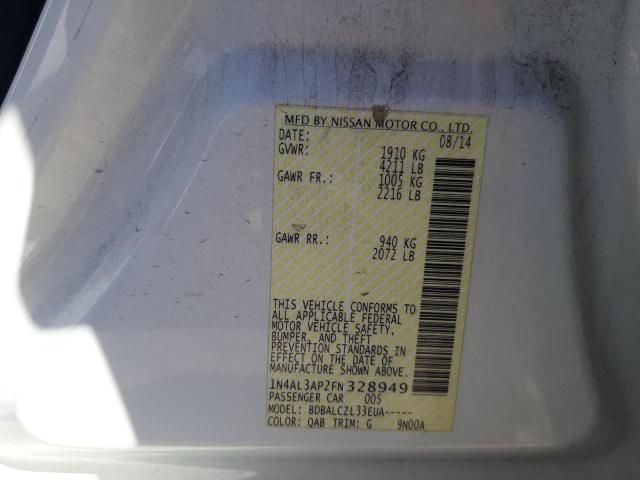 MFD BY NISSAN MOTOR CO., LTD.
DATE: 08/14
GVWR: 1910 KG
4211 LB
GAWR FR.: 1005 KG
2216 LB
GAWR RR.: 940 KG
2072 LB
THIS VEHICLE CONFORMS TO
ALL APPLICABLE FEDERAL
MOTOR VEHICLE SAFETY,
BUMPER, AND THEFT
PREVENTION STANDARDS IN
EFFECT ON THE DATE OF
MANUFACTURE SHOWN ABOVE.
1N4AL3AP2FN328949
PASSENGER CAR 005
MODEL: BDBALCZL33EUA-----
COLOR: QAB TRIM: G 9N00A